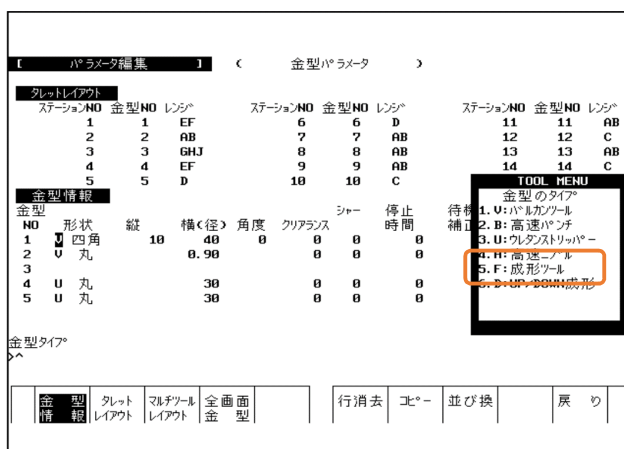 [ パラメータ編集 ] ( 金型パラメータ )
タレットレイアウト
ステーションNO 金型NO レンジ ステーションNO 金型NO レンジ ステーションNO 金型NO レンジ
1 1 EF 6 6 D 11 11 AB
2 2 AB 7 7 AB 12 12 C
3 3 GHJ 8 8 AB 13 13 AB
4 4 EF 9 9 AB 14 14 C
5 5 D 10 10 C
金型情報
金型 シャー 停止 待機
NO 形状 縦 横(径) 角度 クリアランス 時間 補正
1 V 四角 10 40 0 0 0 0
2 V 丸 0.90 0 0 0
3
4 U 丸 30 0 0 0
5 U 丸 30 0 0 0
TOOL MENU
金型のタイプ
1.V:バルカンツール
2.B:高速パンチ
3.U:ウレタンストリッパー
4.H:高速ニブル
5.F:成形ツール
6.D:UP/DOWN成形
金型タイプ
>^
金型情報 タレットレイアウト マルチツールレイアウト 全画面金型 行消去 コピー 並び換 戻り